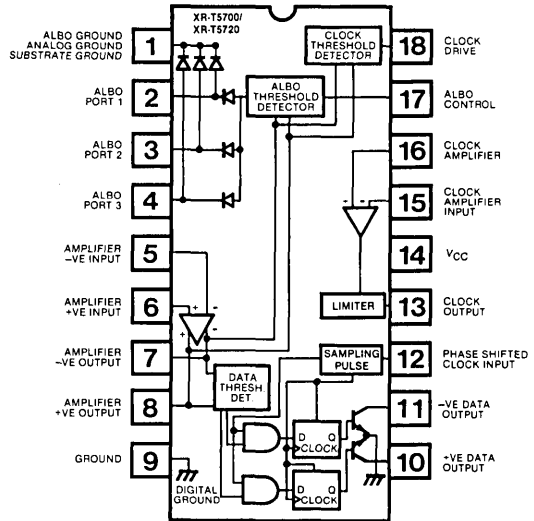 XR-T5700/
XR-T5720
ALBO GROUND
ANALOG GROUND
SUBSTRATE GROUND
1
ALBO
PORT 1
2
ALBO
PORT 2
3
ALBO
PORT 3
4
AMPLIFIER
–VE INPUT
5
AMPLIFIER
+VE INPUT
6
AMPLIFIER
–VE OUTPUT
7
AMPLIFIER
+VE OUTPUT
8
GROUND
9
CLOCK
THRESHOLD
DETECTOR
ALBO
THRESHOLD
DETECTOR
+ -
+ -
- -
LIMITER
SAMPLING
PULSE
DATA
THRESH
DET.
D Q
CLOCK
D Q
CLOCK
DIGITAL
GROUND
18
CLOCK
DRIVE
17
ALBO
CONTROL
16
CLOCK
AMPLIFIER
15
CLOCK
AMPLIFIER
INPUT
14
VCC
13
CLOCK
OUTPUT
12
PHASE SHIFTED
CLOCK INPUT
11
–VE DATA
OUTPUT
10
+VE DATA
OUTPUT